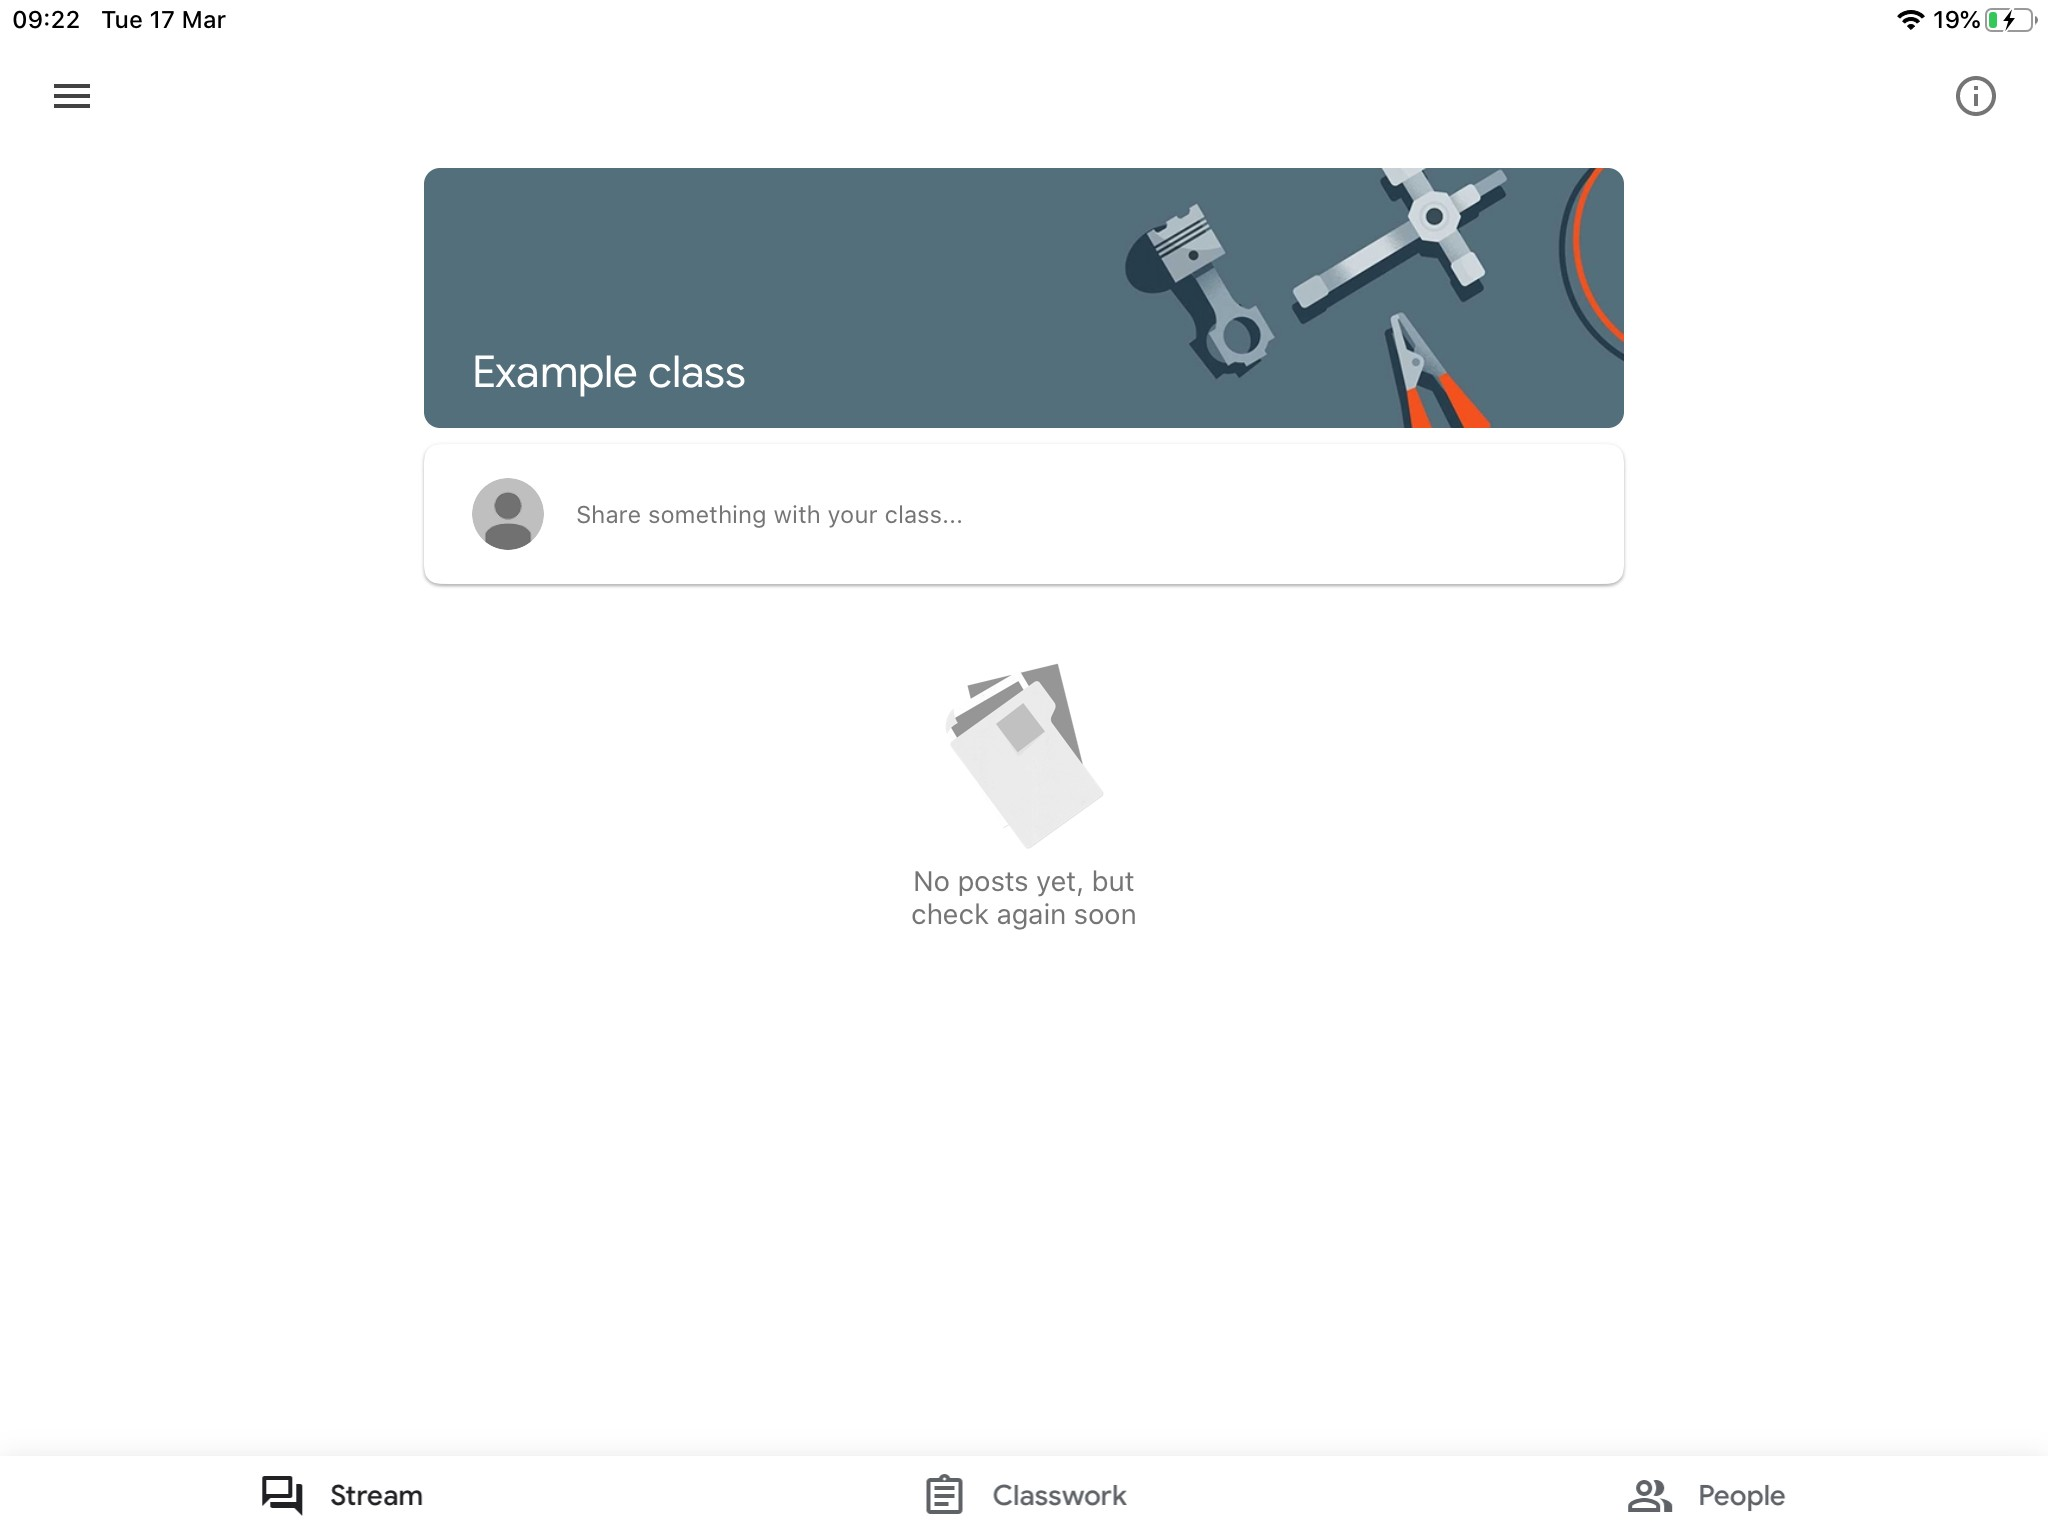 09:22 Tue 17 Mar
19%
Example class
Share something with your class...
No posts yet, but
check again soon
Stream
Classwork
People